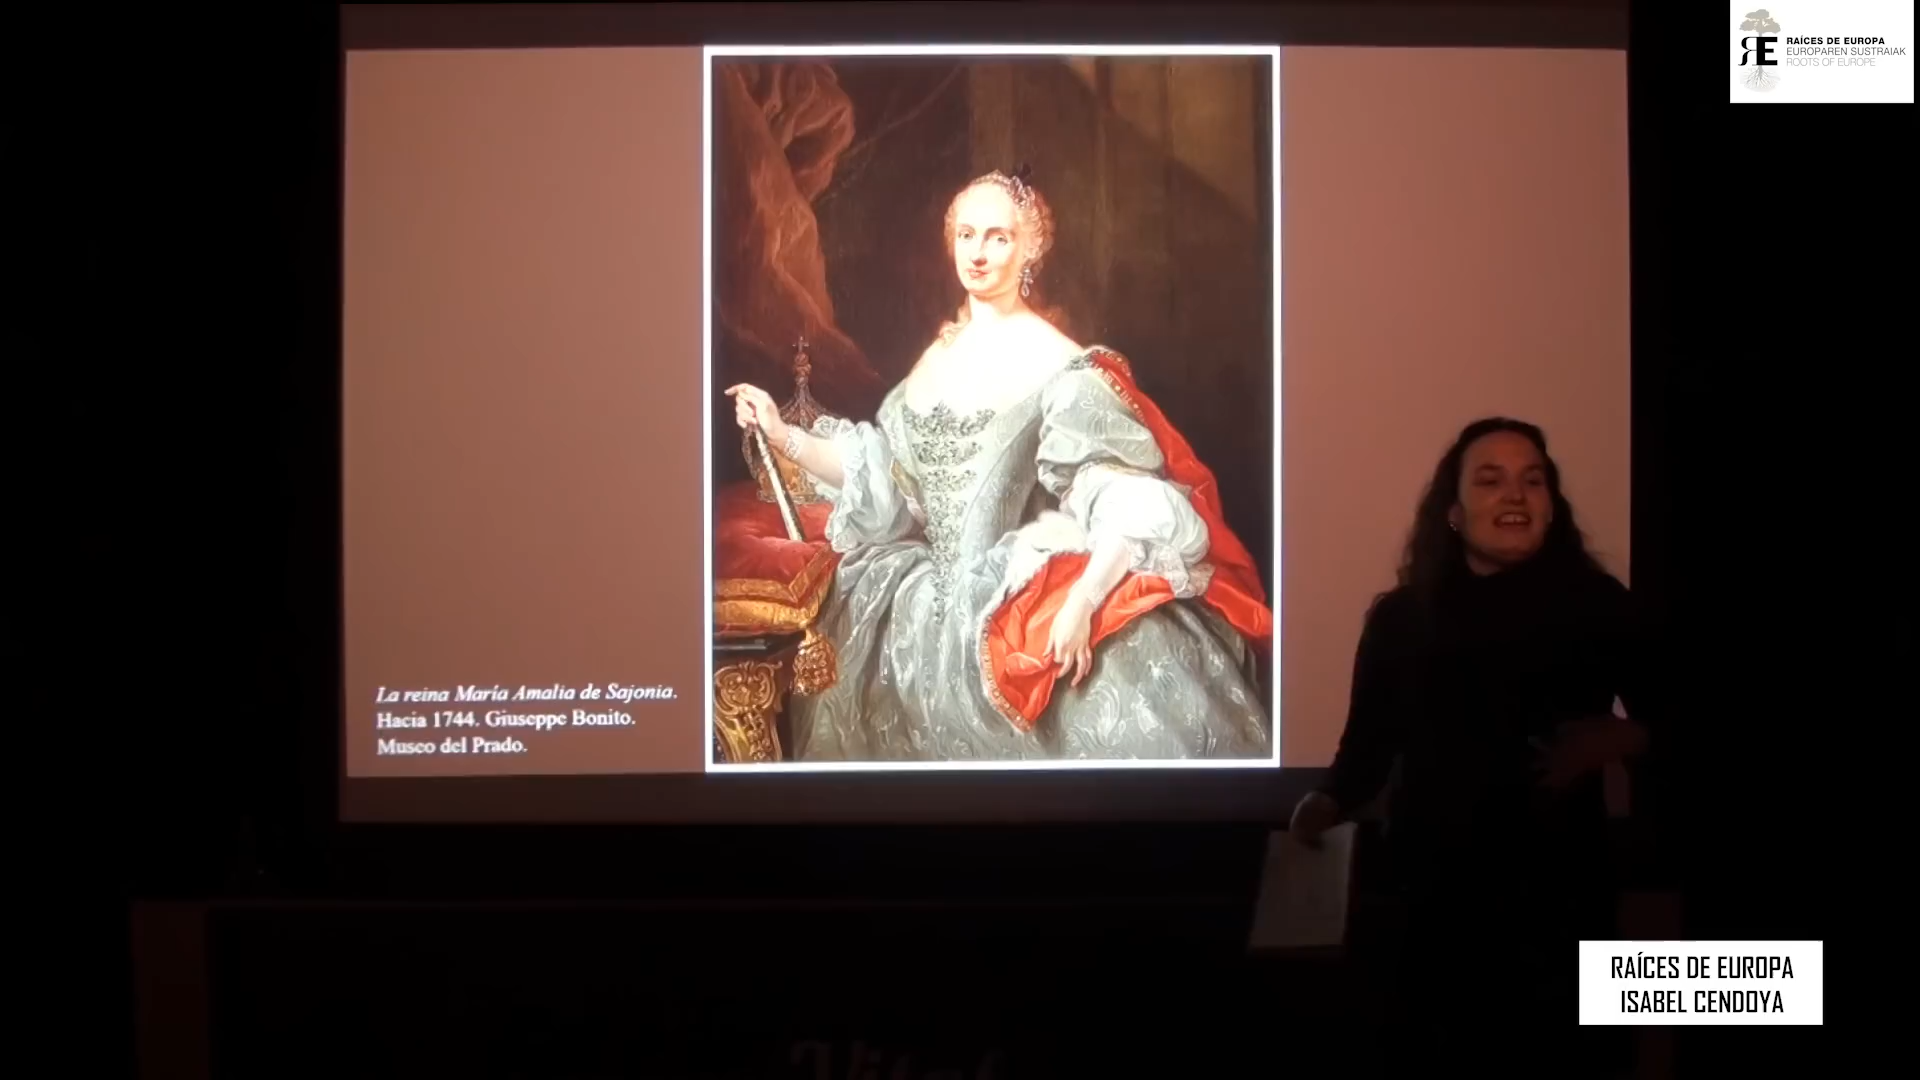 RE
RAÍCES DE EUROPA
EUROPAREN SUSTRAIAK
ROOTS OF EUROPE
La reina María Amalia de Sajonia.
Hacia 1744. Giuseppe Bonito.
Museo del Prado.
RAÍCES DE EUROPA
ISABEL CENDOYA